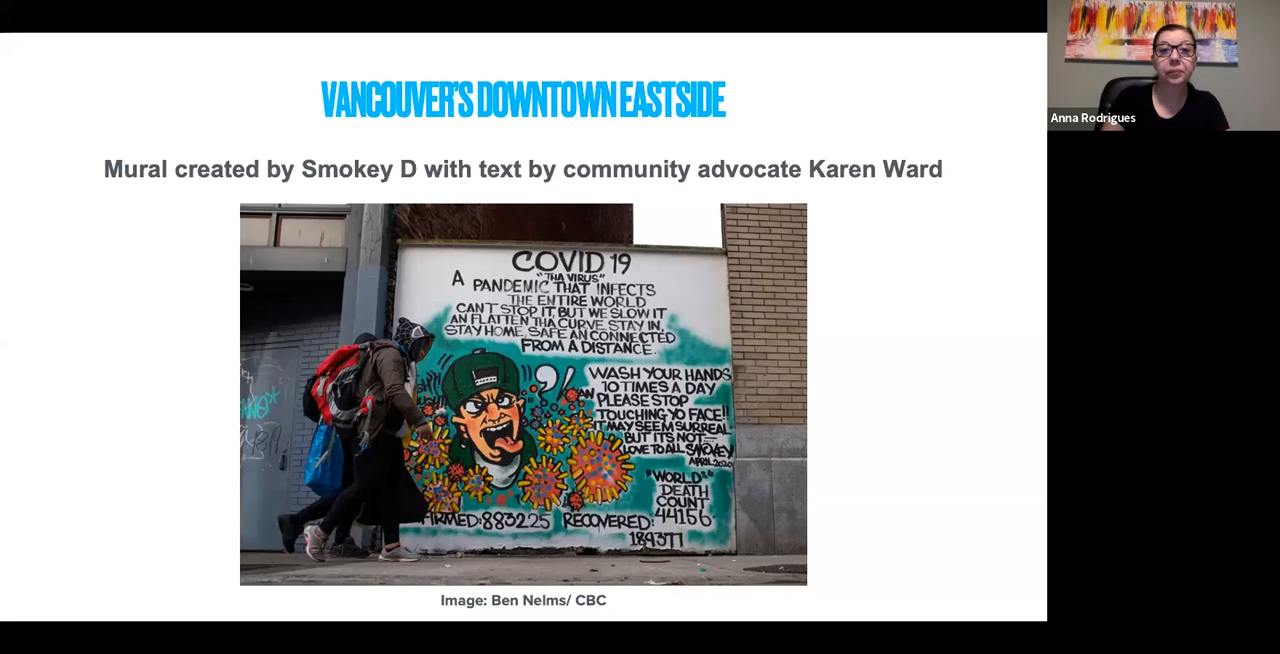 VANCOUVER'S DOWNTOWN EASTSIDE
Mural created by Smokey D with text by community advocate Karen Ward
COVID 19
"THA VIRUS"
A PANDEMIC THAT INFECTS
THE ENTIRE WORLD
CAN'T STOP IT, BUT WE SLOW IT
AN FLATTEN THA CURVE. STAY IN,
STAY HOME, SAFE AN CONNECTED
FROM A DISTANCE.
WASH YOUR HANDS
10 TIMES A DAY
AN PLEASE STOP
TOUCHING YO FACE!!
IT MAY SEEM SURREAL
BUT ITS NOT
LOVE TO ALL SMOKEY
APRIL 2020
"WORLDS"
DEATH
COUNT
44156
RMED: 883225 RECOVERED:
189377
Image: Ben Nelms/ CBC
Anna Rodrigues